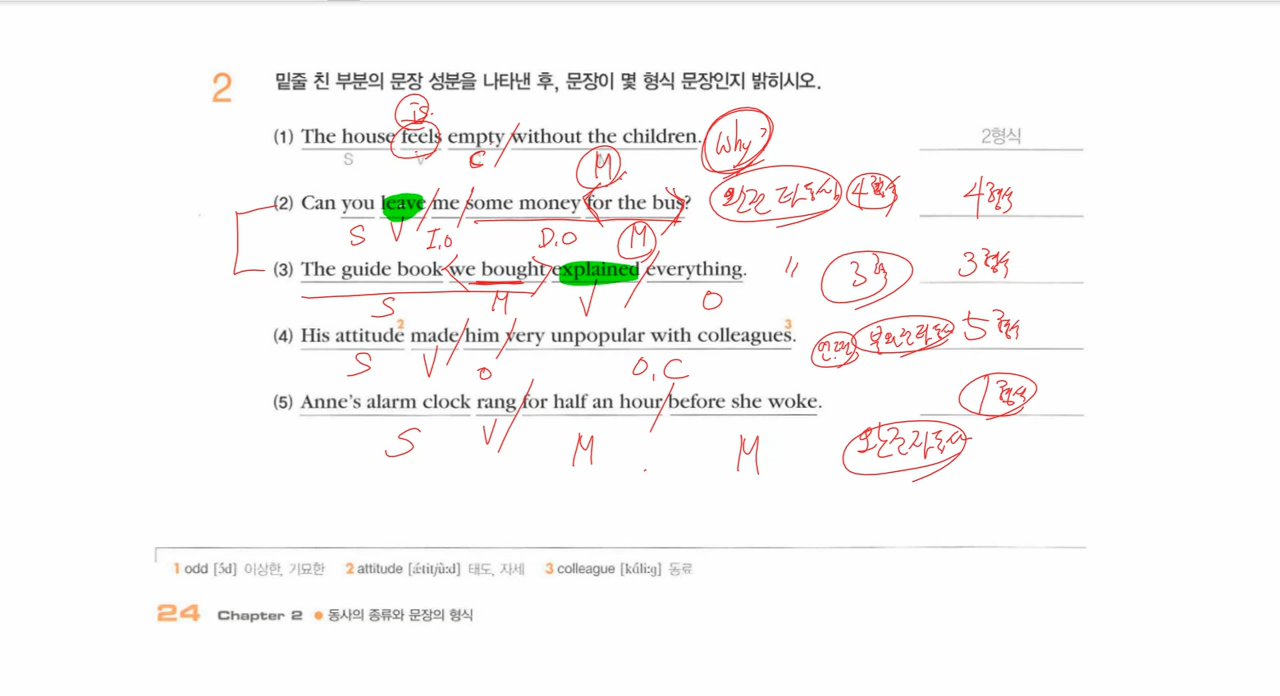 2 밑줄 친 부분의 문장 성분을 나타낸 후, 문장이 몇 형식 문장인지 밝히시오.
is.
(1) The house feels empty without the children. Why? 2형식
S V C
M
(2) Can you leave me some money for the bus? 완전 타동사 4형식 4형식
S V I.O D.O M
(3) The guide book we bought explained everything. 〃 3형 3형식
S M V O
(4) His attitude2 made him very unpopular with colleagues3. 불완전타동사 5형식
S V O O.C
(5) Anne's alarm clock rang for half an hour before she woke. 1형식
S V M M 완전자동사
1 odd [ɔ́d] 이상한, 기묘한 2 attitude [ǽtitjùːd] 태도, 자세 3 colleague [káliːg] 동료
24 Chapter 2 ● 동사의 종류와 문장의 형식